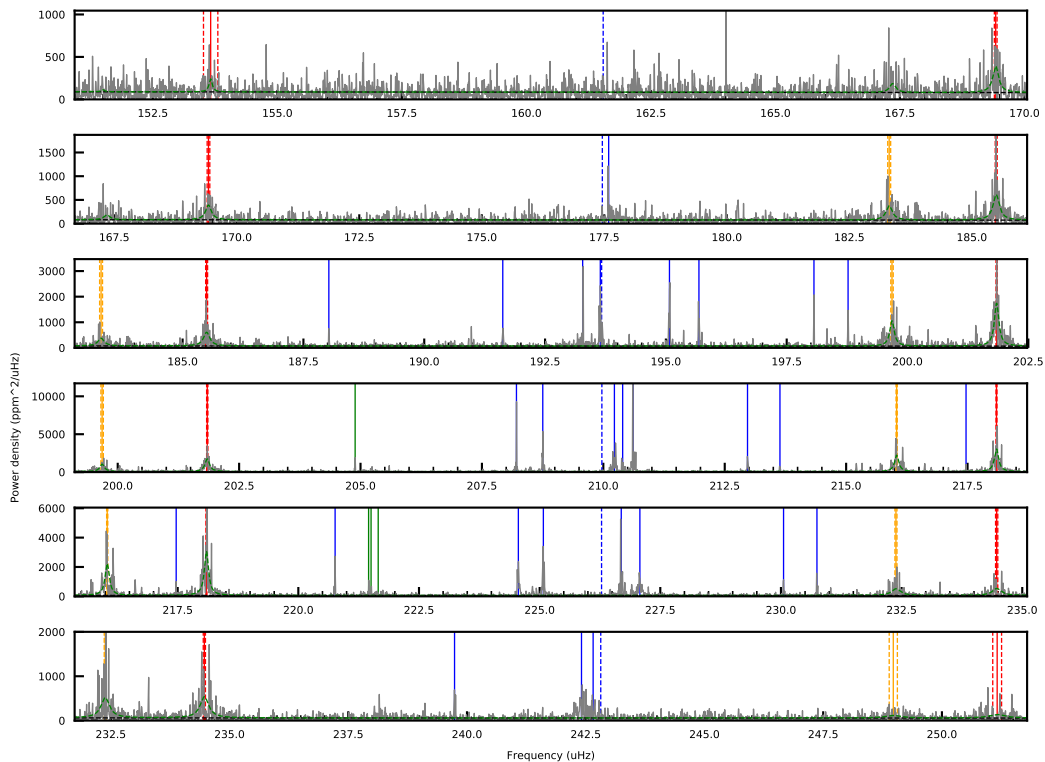 1000
500
0
152.5 155.0 157.5 160.0 162.5 165.0 167.5 170.0
1500
1000
500
0
167.5 170.0 172.5 175.0 177.5 180.0 182.5 185.0
3000
2000
1000
0
185.0 187.5 190.0 192.5 195.0 197.5 200.0 202.5
Power density (ppm^2/uHz)
10000
5000
0
200.0 202.5 205.0 207.5 210.0 212.5 215.0 217.5
6000
4000
2000
0
217.5 220.0 222.5 225.0 227.5 230.0 232.5 235.0
2000
1000
0
232.5 235.0 237.5 240.0 242.5 245.0 247.5 250.0
Frequency (uHz)